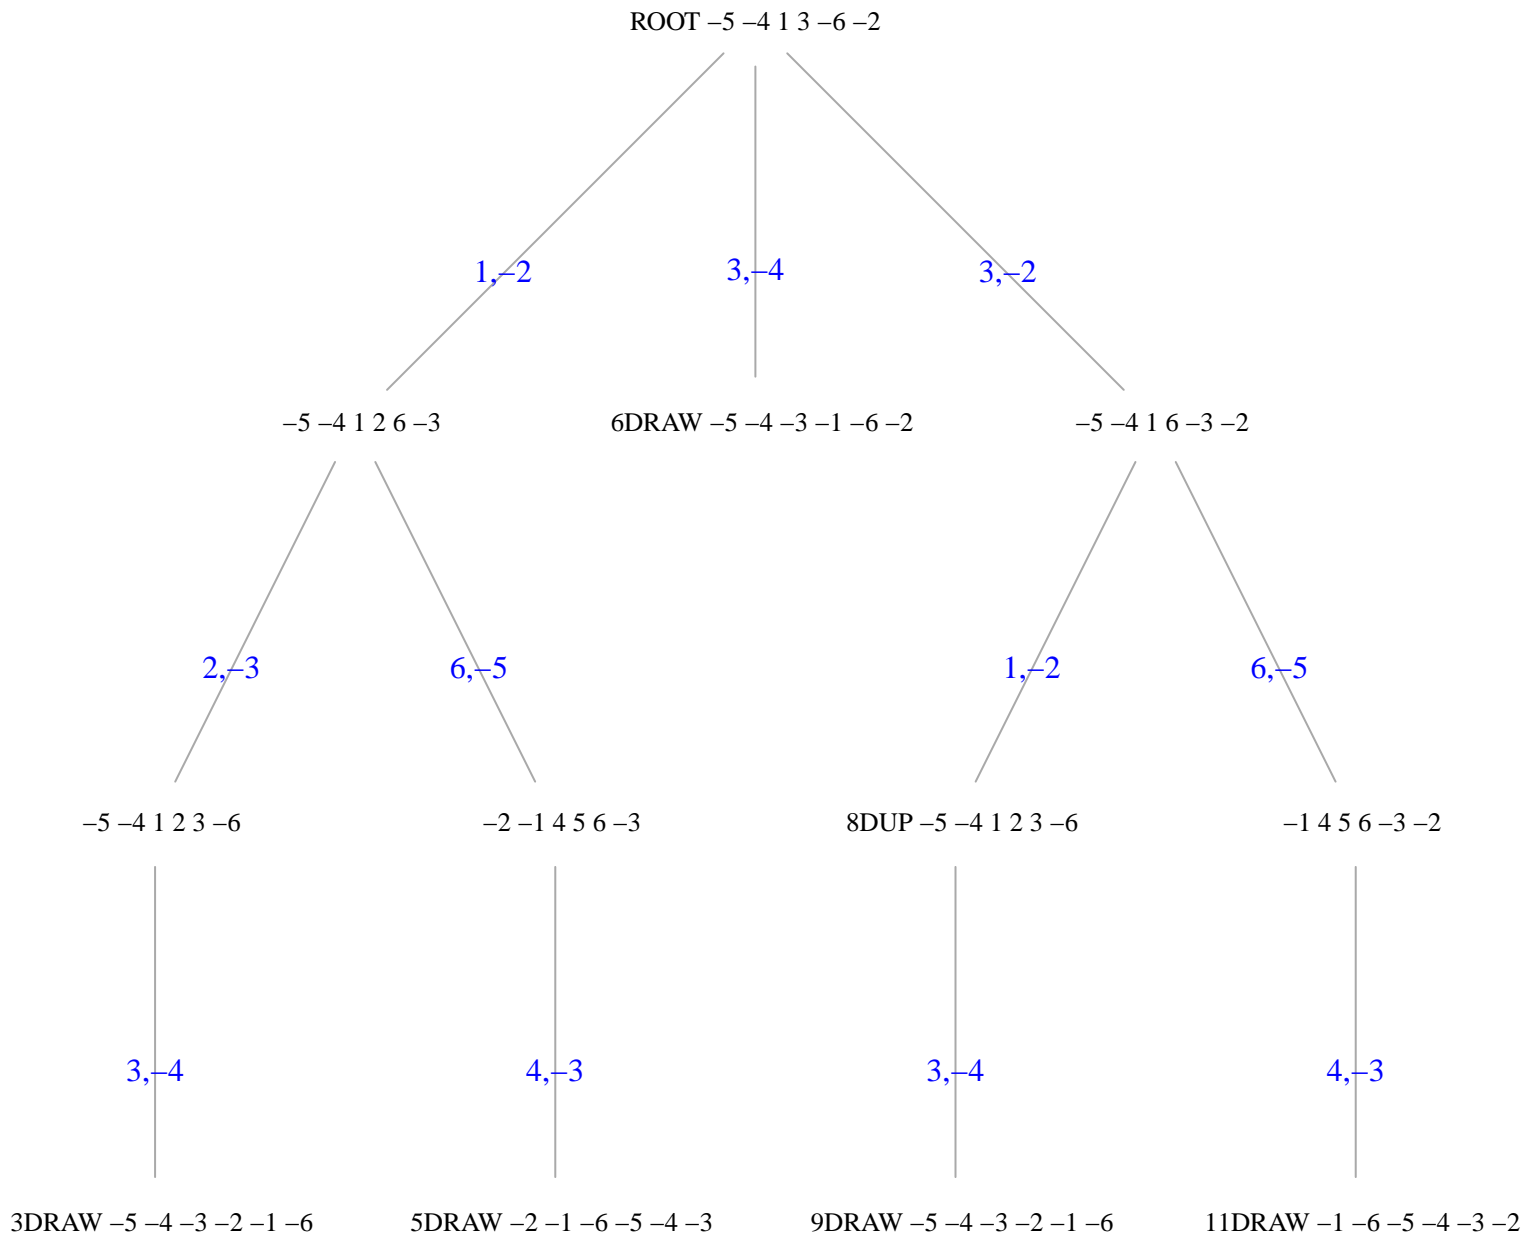 ROOT –5 –4 1 3 –6 –2
1,–2
3,–4
3,–2
–5 –4 1 2 6 –3
6DRAW –5 –4 –3 –1 –6 –2
–5 –4 1 6 –3 –2
2,–3
6,–5
1,–2
6,–5
–5 –4 1 2 3 –6
–2 –1 4 5 6 –3
8DUP –5 –4 1 2 3 –6
–1 4 5 6 –3 –2
3,–4
4,–3
3,–4
4,–3
3DRAW –5 –4 –3 –2 –1 –6
5DRAW –2 –1 –6 –5 –4 –3
9DRAW –5 –4 –3 –2 –1 –6
11DRAW –1 –6 –5 –4 –3 –2